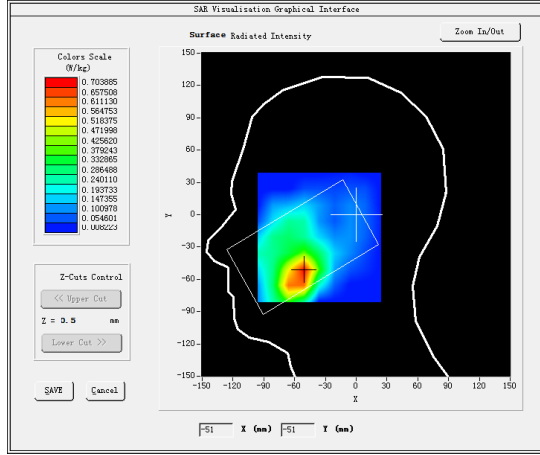 SAR Visualisation Graphical Interface
Surface Radiated Intensity
Zoom In/Out
Colors Scale
(W/kg)
0.703885
0.657508
0.611130
0.564753
0.518375
0.471998
0.425620
0.379243
0.332865
0.286488
0.240110
0.193733
0.147355
0.100978
0.054601
0.008223
150
120
90
60
30
0
-30
-60
-90
-120
-150
Y
-150 -120 -90 -60 -30 0 30 60 90 120 150
X
Z-Cuts Control
<< Upper Cut
Z = 0.5 mm
Lower Cut >>
SAVE Cancel
-51 X (mm) -51 Y (mm)